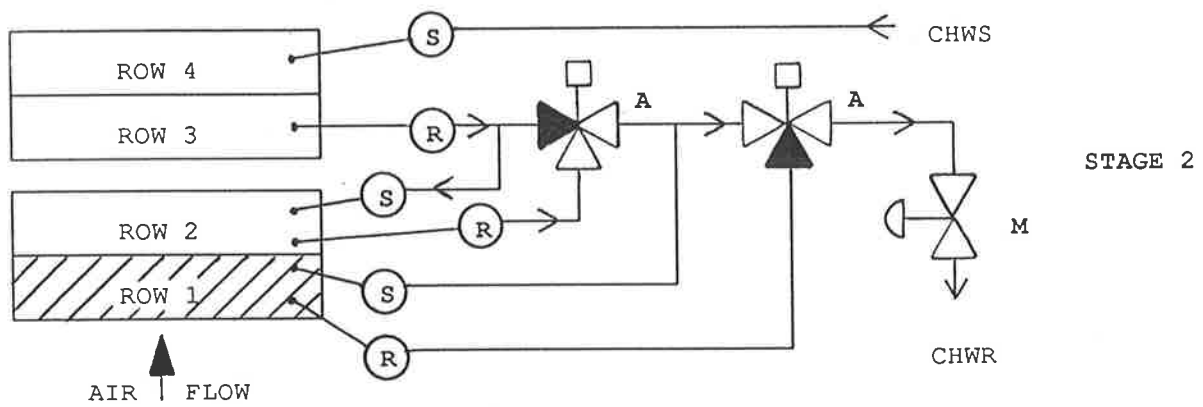 S
CHWS
ROW 4
A
A
ROW 3
R
STAGE 2
S
ROW 2
R
M
ROW 1
S
R
CHWR
AIR FLOW